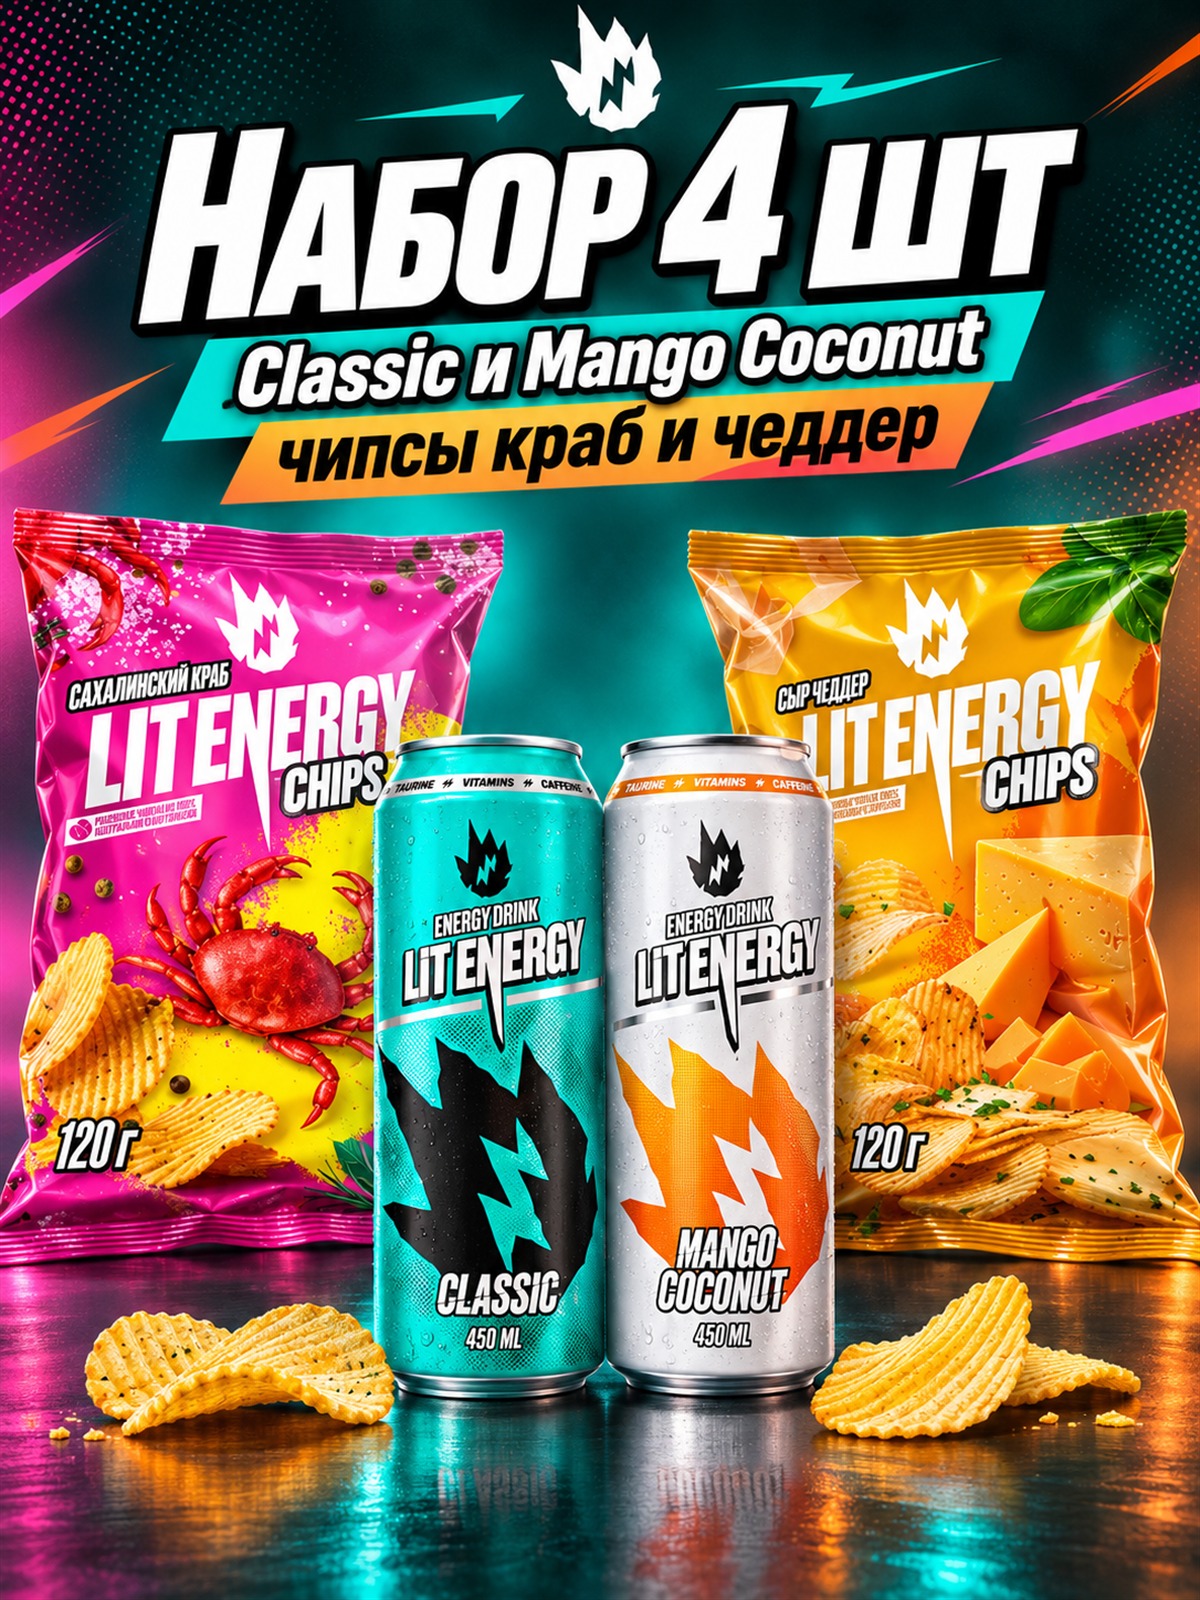 НАБОР 4 ШТ
Classic и Mango Coconut
чипсы краб и чеддер
САХАЛИНСКИЙ КРАБ
LIT ENERGY
CHIPS
120 г
СЫР ЧЕДДЕР
LIT ENERGY
CHIPS
120 г
TAURINE VITAMINS CAFFEINE
ENERGY DRINK
LIT ENERGY
CLASSIC
450 ML
TAURINE VITAMINS CAFFEINE
ENERGY DRINK
LIT ENERGY
MANGO
COCONUT
450 ML